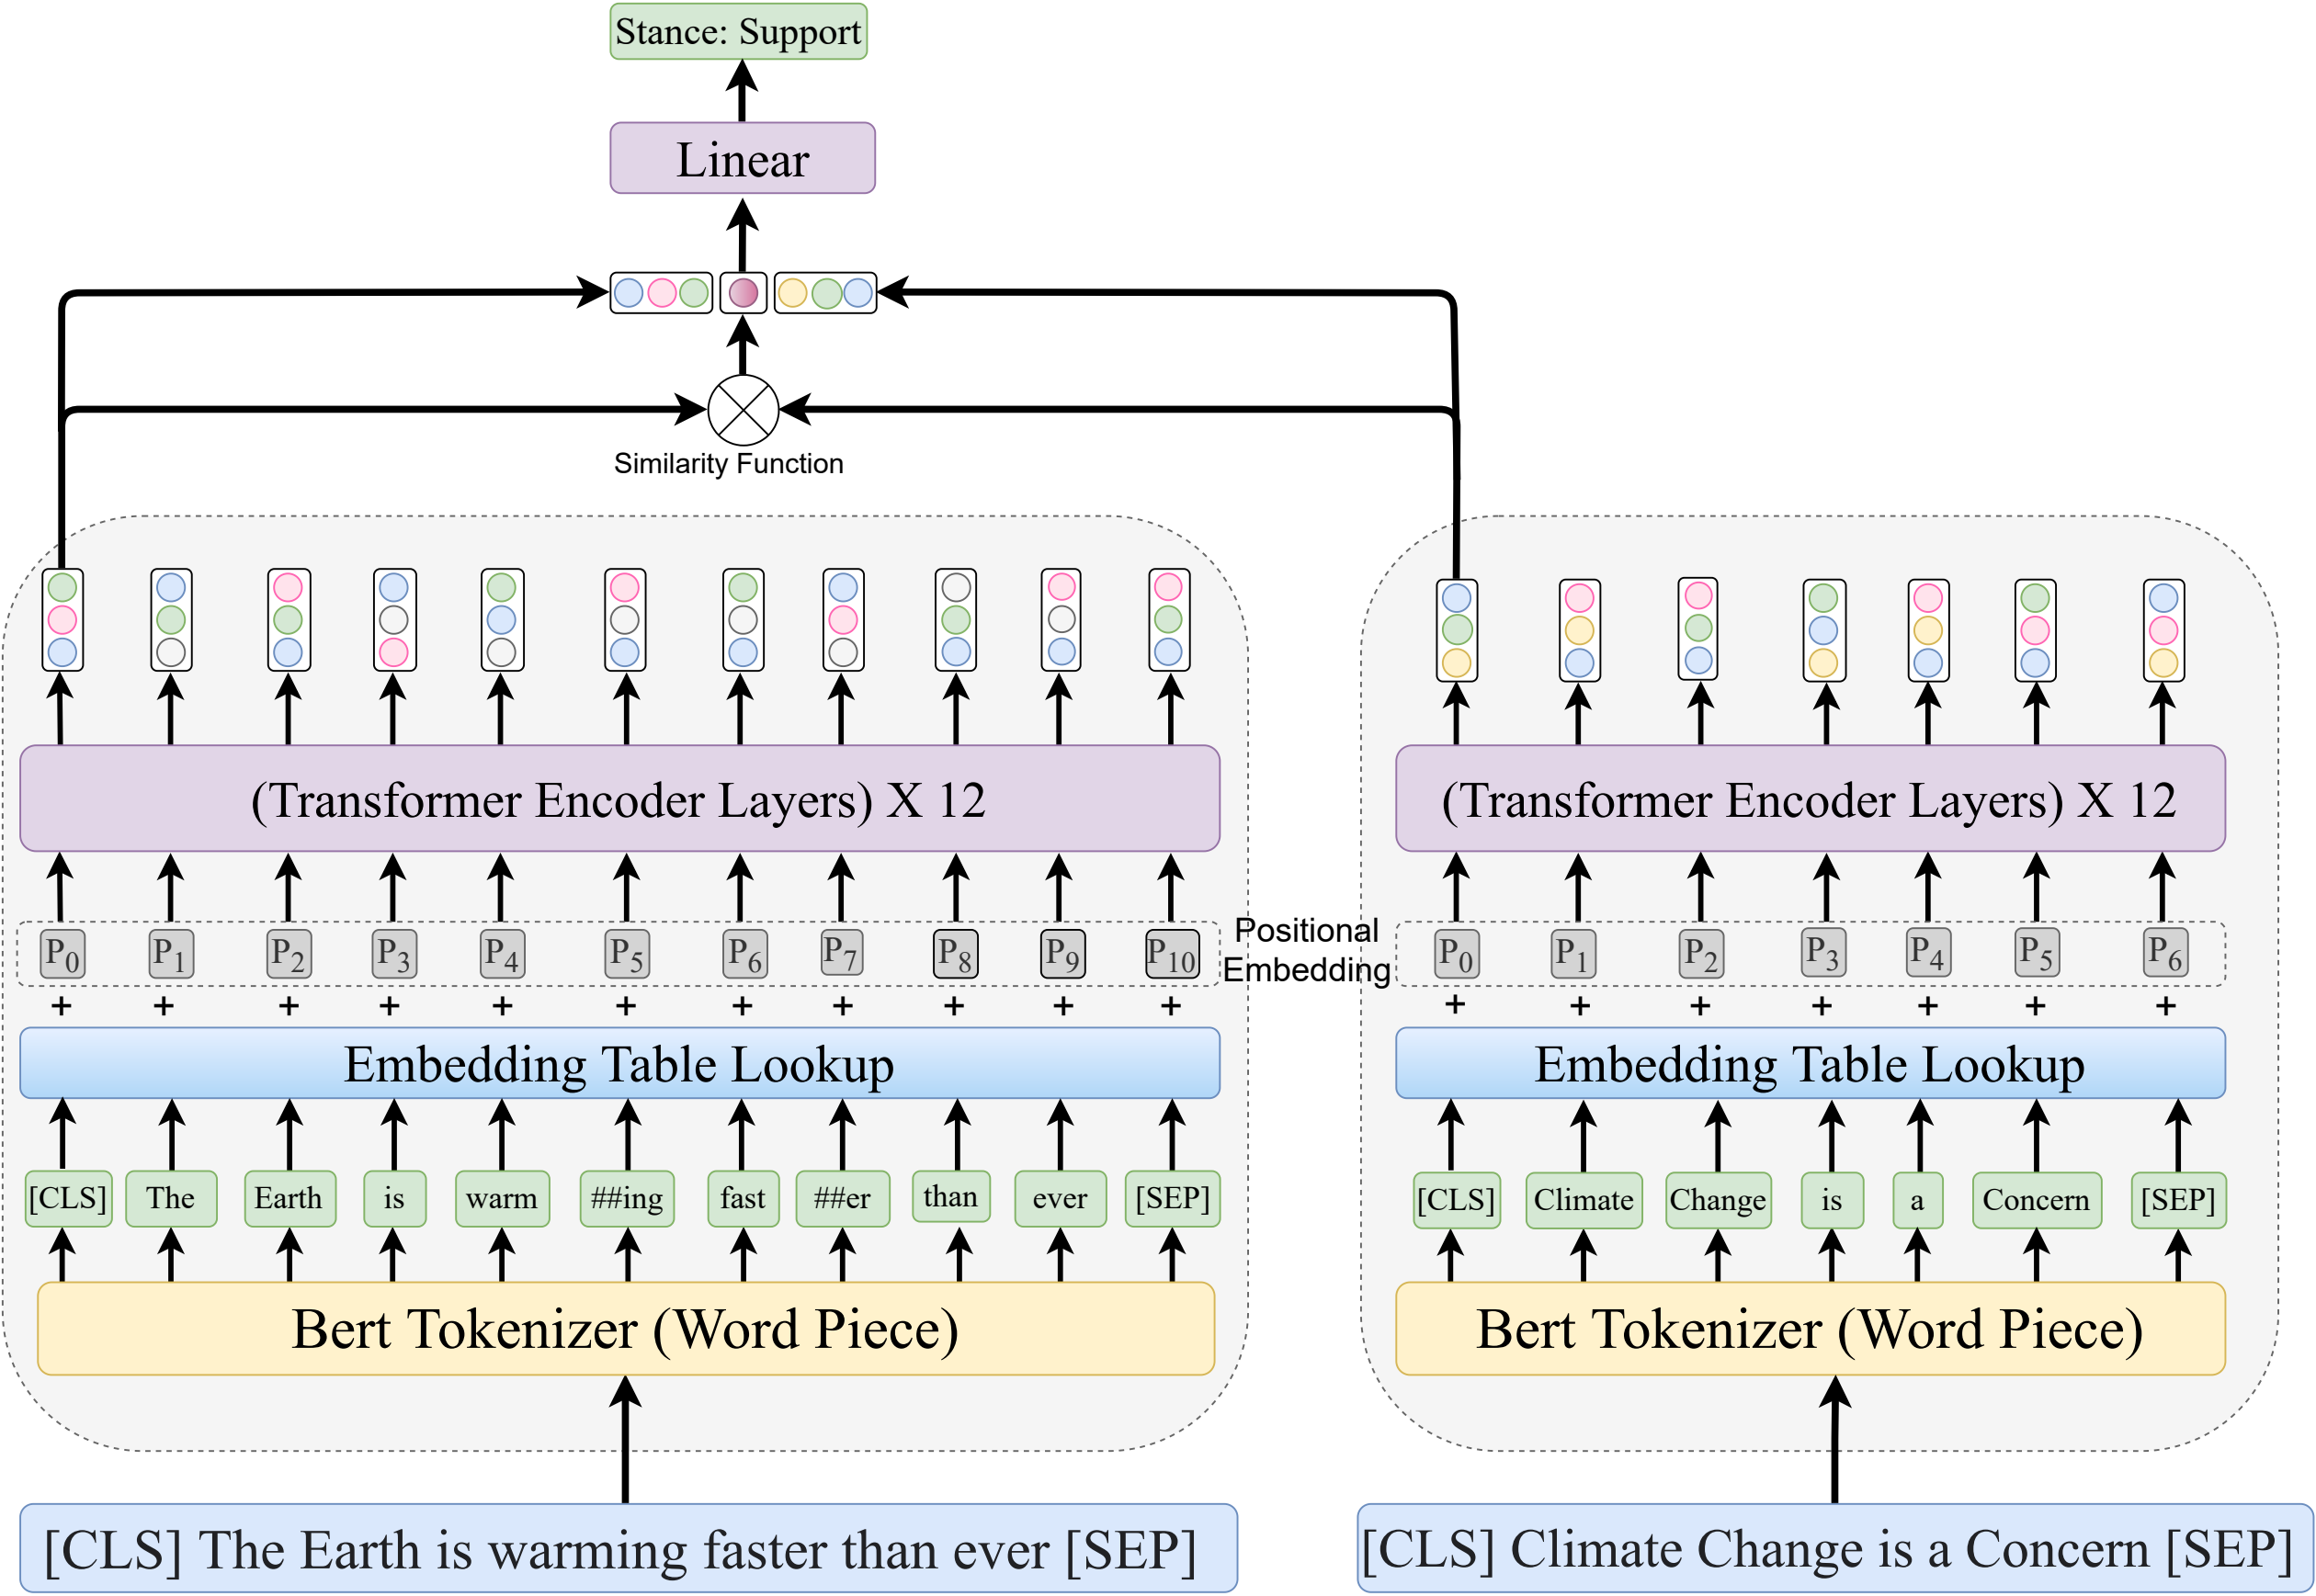 Stance: Support
Linear
Similarity Function
(Transformer Encoder Layers) X 12
(Transformer Encoder Layers) X 12
P0 P1 P2 P3 P4 P5 P6 P7 P8 P9 P10
Positional
Embedding
P0 P1 P2 P3 P4 P5 P6
+ + + + + + + + + + +
+ + + + + + +
Embedding Table Lookup
Embedding Table Lookup
[CLS] The Earth is warm ##ing fast ##er than ever [SEP]
[CLS] Climate Change is a Concern [SEP]
Bert Tokenizer (Word Piece)
Bert Tokenizer (Word Piece)
[CLS] The Earth is warming faster than ever [SEP]
[CLS] Climate Change is a Concern [SEP]